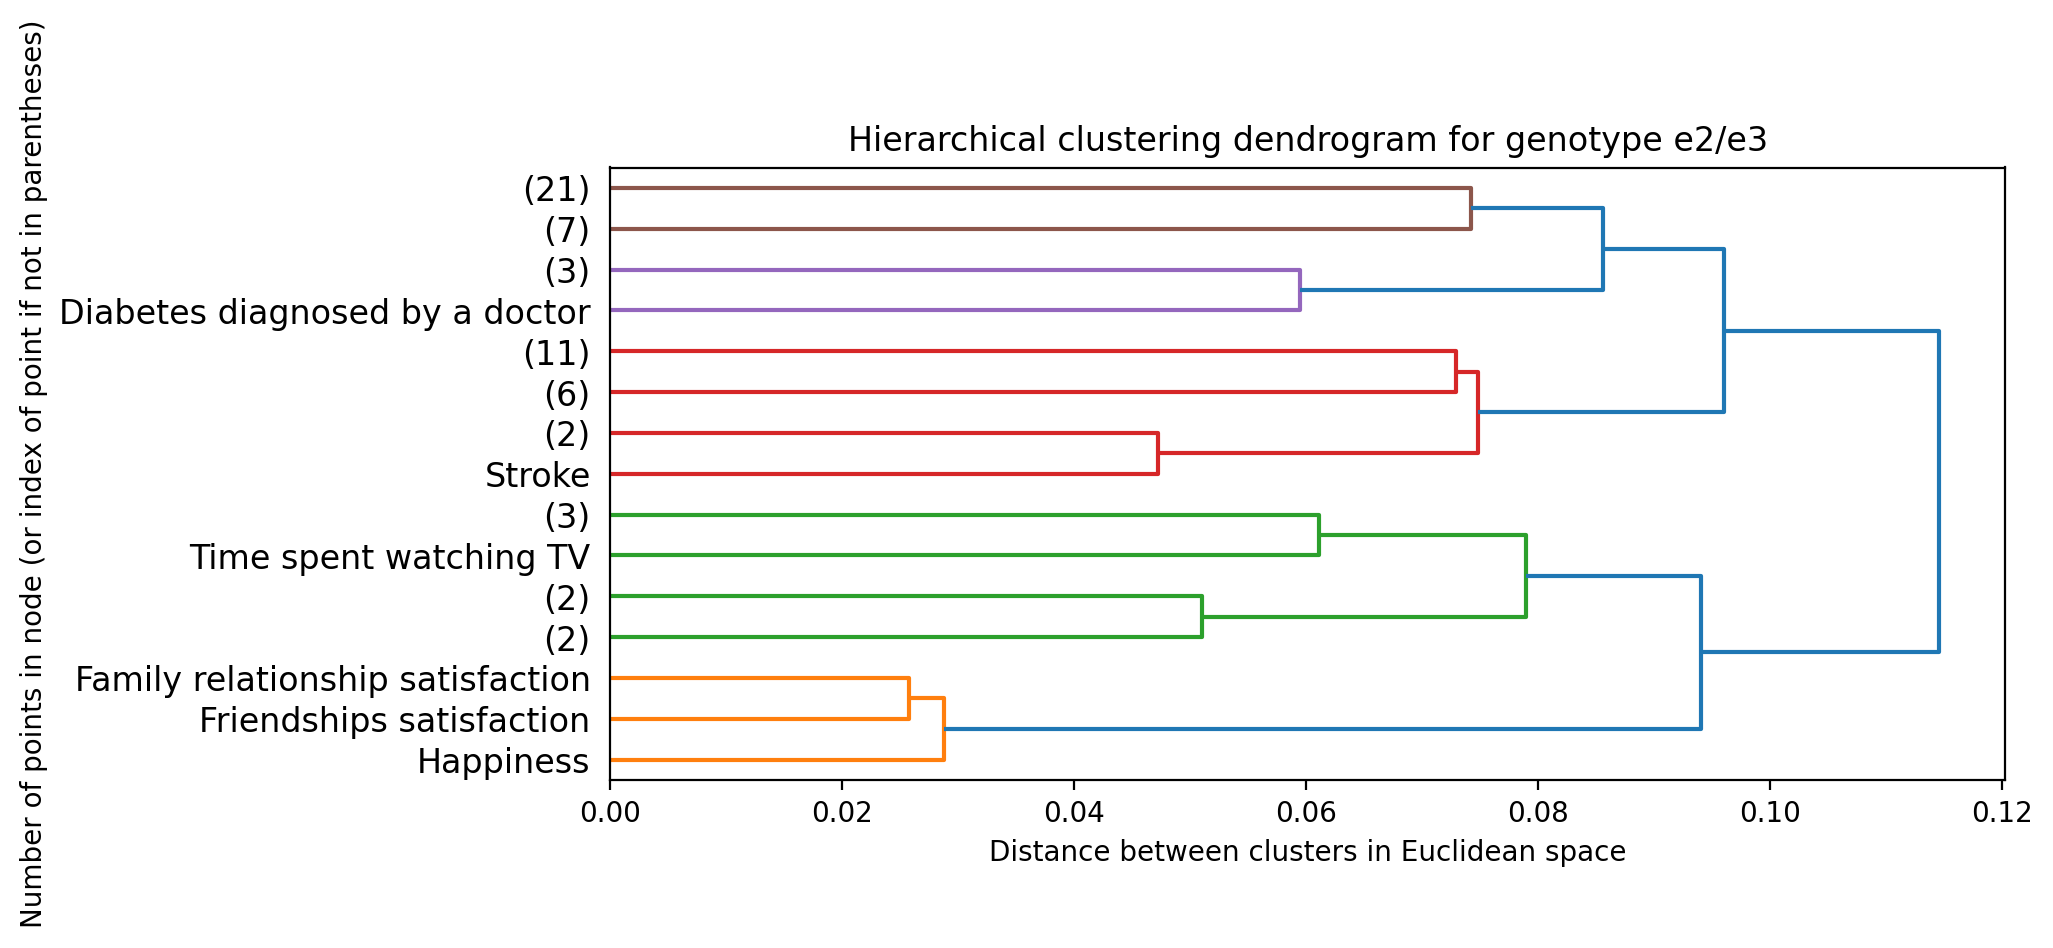 Hierarchical clustering dendrogram for genotype e2/e3
Number of points in node (or index of point if not in parentheses)
(21)
(7)
(3)
Diabetes diagnosed by a doctor
(11)
(6)
(2)
Stroke
(3)
Time spent watching TV
(2)
(2)
Family relationship satisfaction
Friendships satisfaction
Happiness
0.00 0.02 0.04 0.06 0.08 0.10 0.12
Distance between clusters in Euclidean space